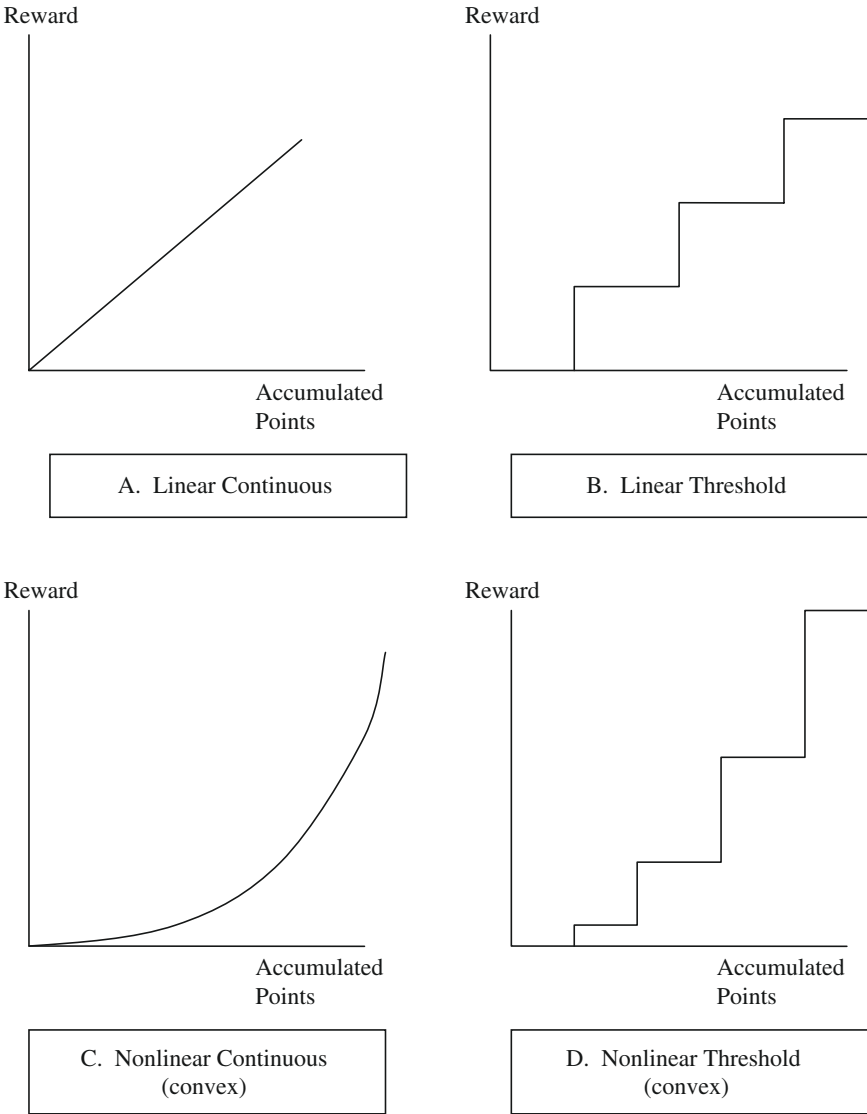 Reward
Accumulated
Points
A. Linear Continuous
Reward
Accumulated
Points
B. Linear Threshold
Reward
Accumulated
Points
C. Nonlinear Continuous
(convex)
Reward
Accumulated
Points
D. Nonlinear Threshold
(convex)